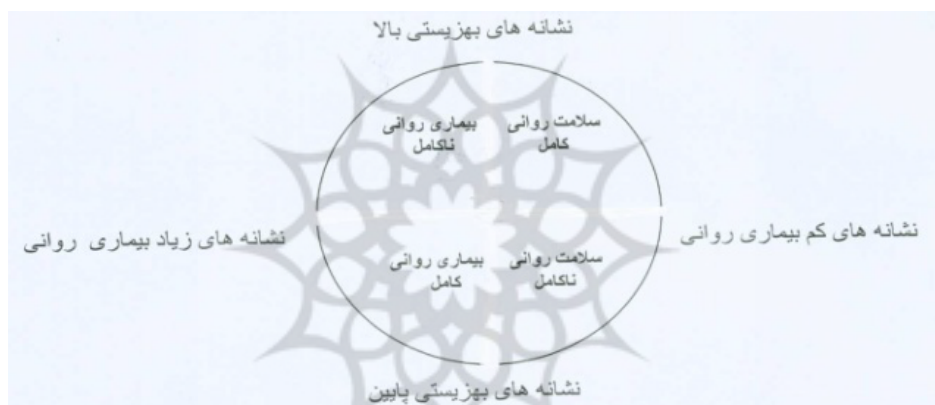 نشانه های بهزیستی بالا
سلامت روانی
کامل
بیماری روانی
ناکامل
نشانه های کم بیماری روانی
نشانه های زیاد بیماری روانی
سلامت روانی
ناکامل
بیماری روانی
کامل
نشانه های بهزیستی پایین